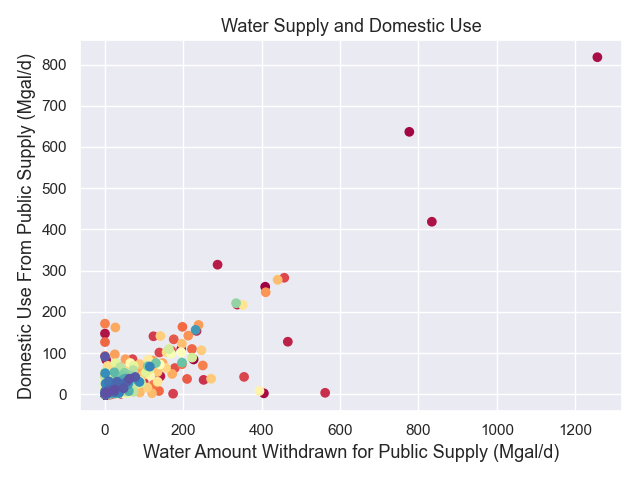 Water Supply and Domestic Use
Domestic Use From Public Supply (Mgal/d)
800
700
600
500
400
300
200
100
0
0 200 400 600 800 1000 1200
Water Amount Withdrawn for Public Supply (Mgal/d)